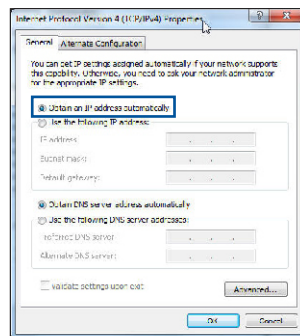 Internet Protocol Version 4 (TCP/IPv4) Properties
General
Alternate Configuration
You can get IP settings assigned automatically if your network supports
this capability. Otherwise, you need to ask your network administrator
for the appropriate IP settings.
Obtain an IP address automatically
Use the following IP address:
IP address:
Subnet mask:
Default gateway:
Obtain DNS server address automatically
Use the following DNS server addresses:
Preferred DNS server:
Alternate DNS server:
Validate settings upon exit
Advanced...
OK
Cancel